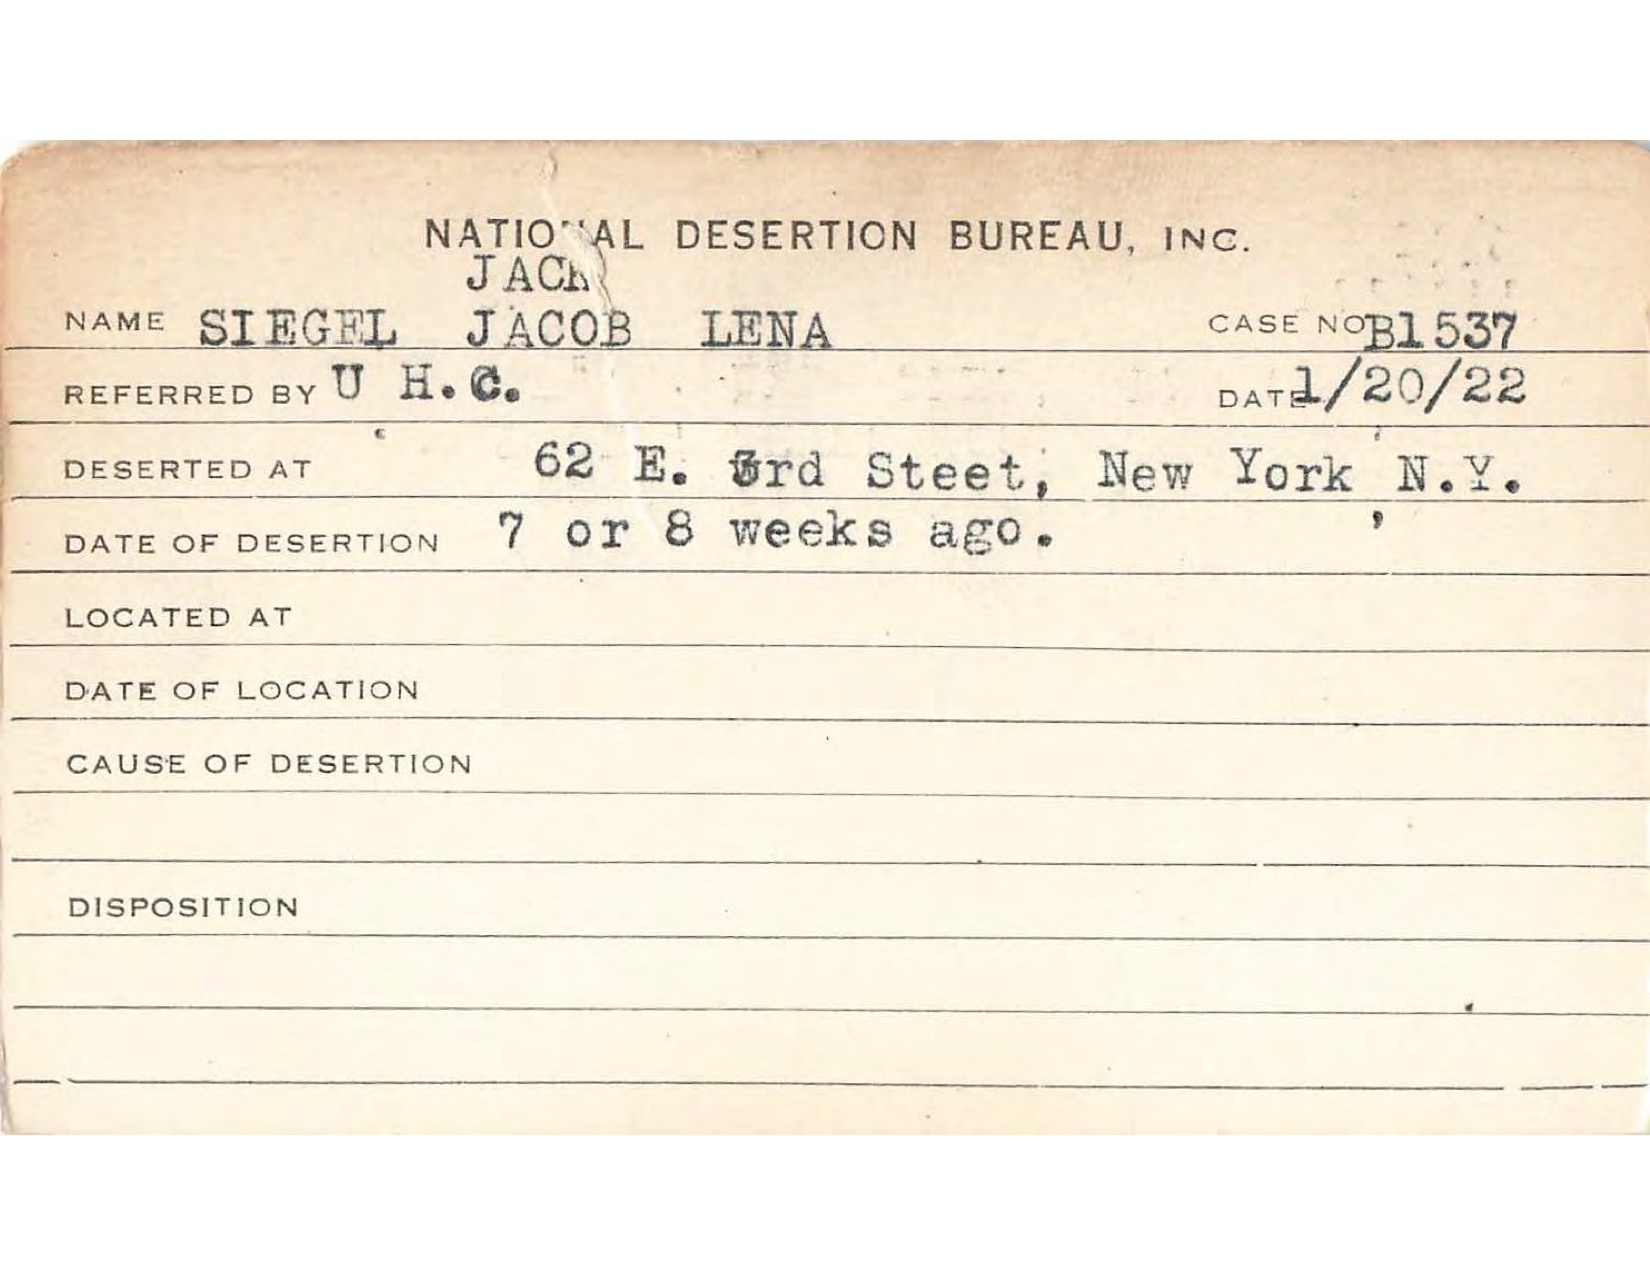 NATIONAL DESERTION BUREAU, INC.
JACK
NAME SIEGEL JACOB LENA CASE NO B1537
REFERRED BY U H.C. DATE 1/20/22
DESERTED AT 62 E. 3rd Steet, New York N.Y.
DATE OF DESERTION 7 or 8 weeks ago. ,
LOCATED AT
DATE OF LOCATION
CAUSE OF DESERTION
DISPOSITION